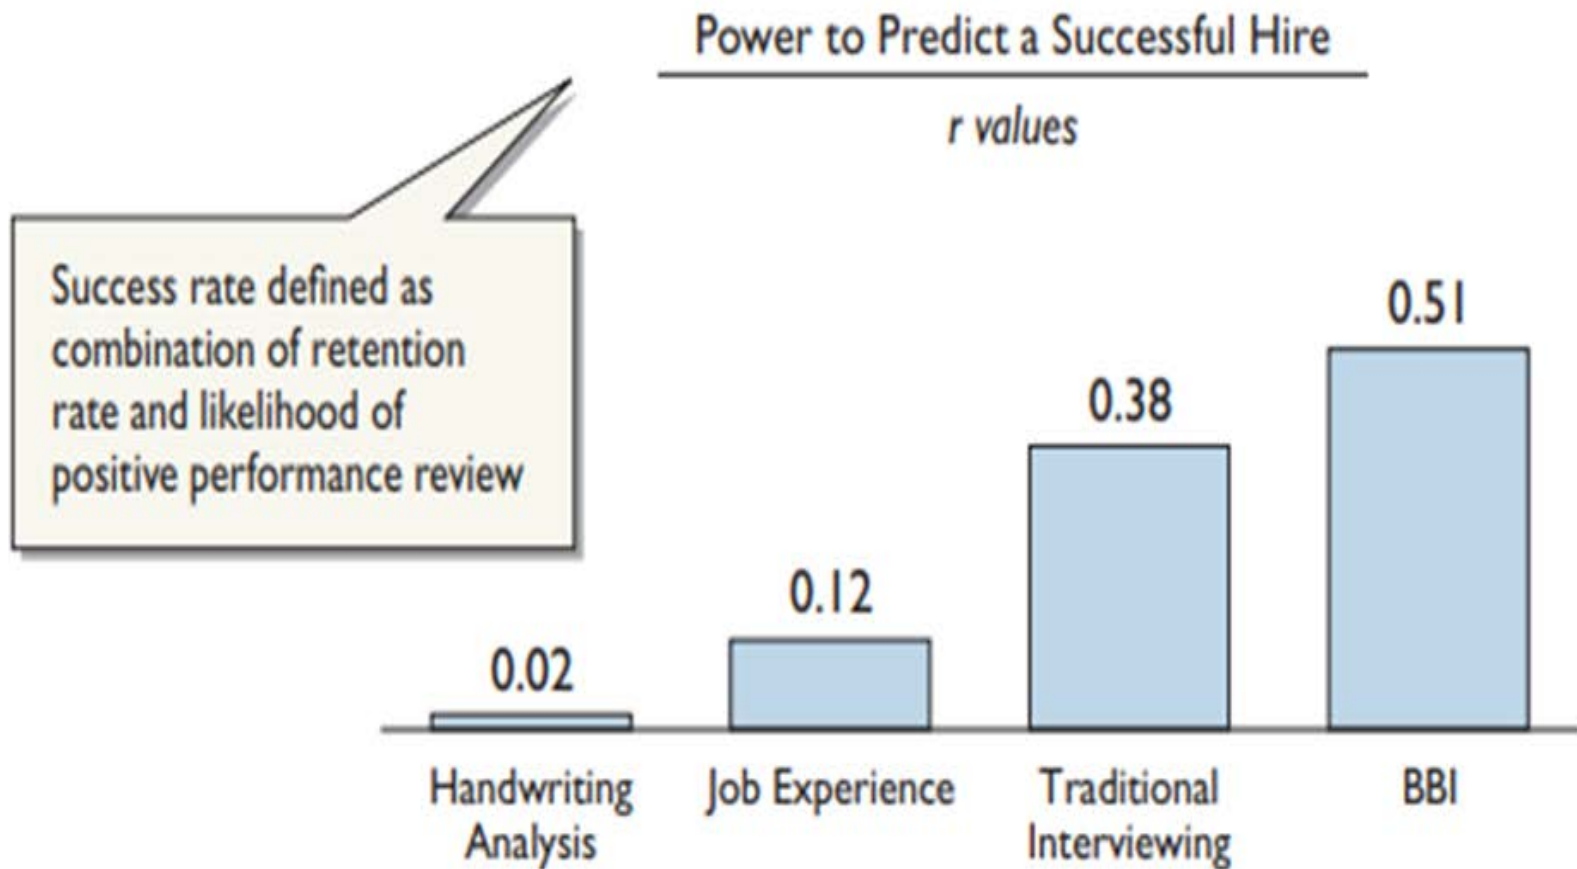 Power to Predict a Successful Hire
r values
Success rate defined as
combination of retention
rate and likelihood of
positive performance review
0.02
0.12
0.38
0.51
Handwriting
Analysis
Job Experience
Traditional
Interviewing
BBI